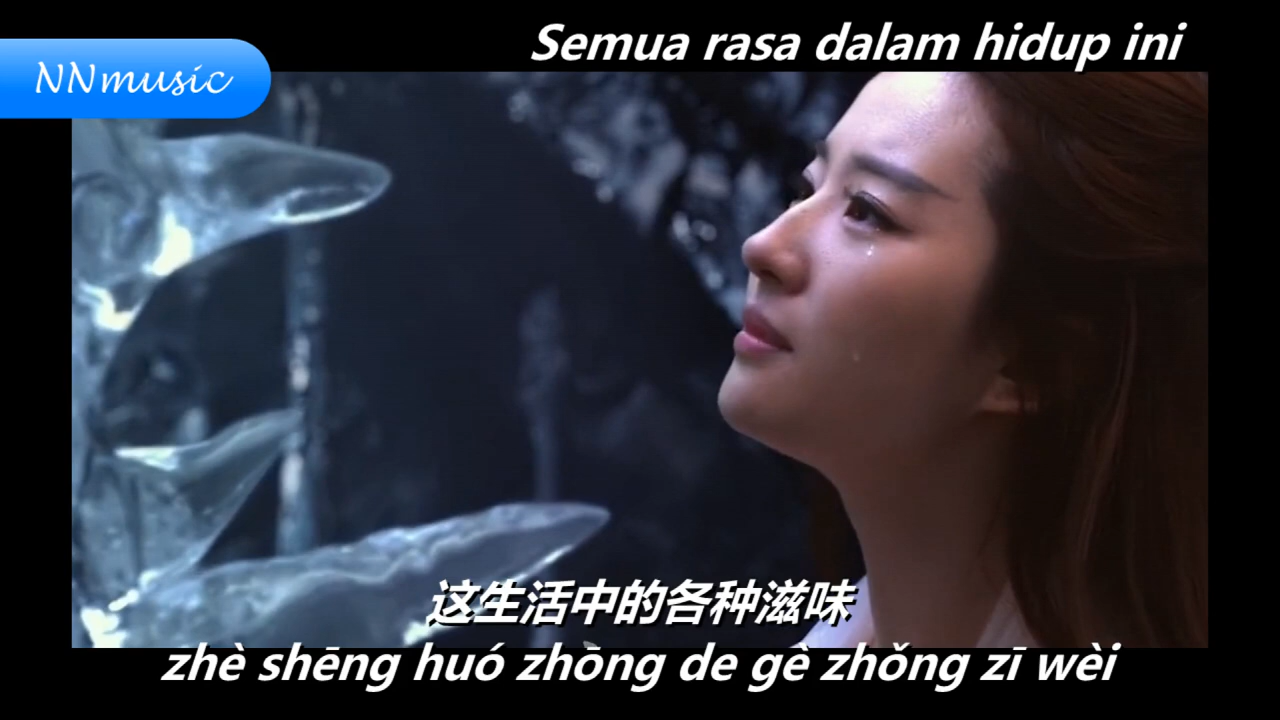 Semua rasa dalam hidup ini
NNmusic
这生活中的各种滋味
zhè shēng huó zhōng de gè zhǒng zī wèi